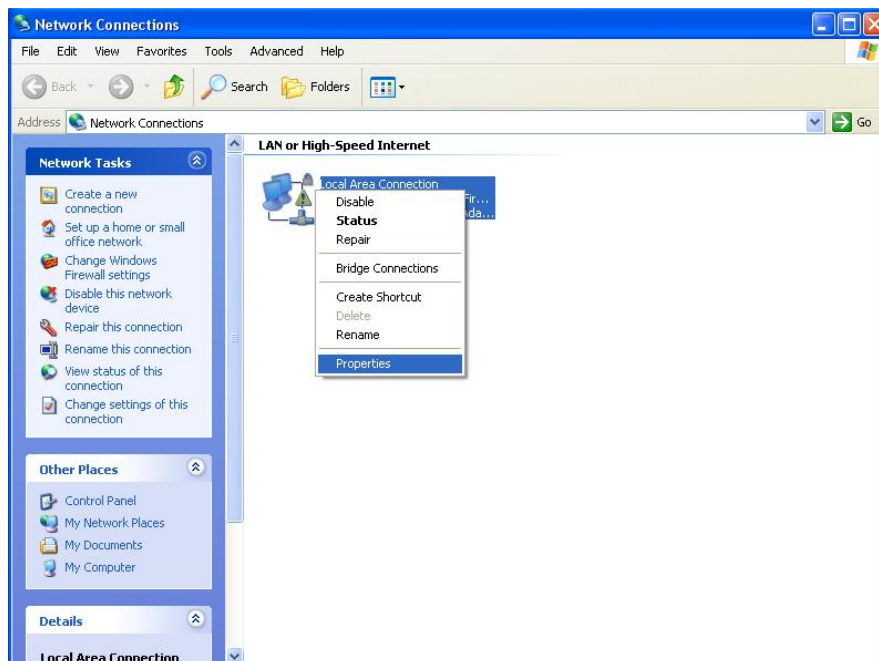 Network Connections
File Edit View Favorites Tools Advanced Help
Back Search Folders
Address Network Connections Go
Network Tasks
Create a new
connection
Set up a home or small
office network
Change Windows
Firewall settings
Disable this network
device
Repair this connection
Rename this connection
View status of this
connection
Change settings of this
connection
Other Places
Control Panel
My Network Places
My Documents
My Computer
Details
Local Area Connection
LAN or High-Speed Internet
Local Area Connection
Fir...
Disable
Status
Repair
Bridge Connections
Create Shortcut
Delete
Rename
Properties